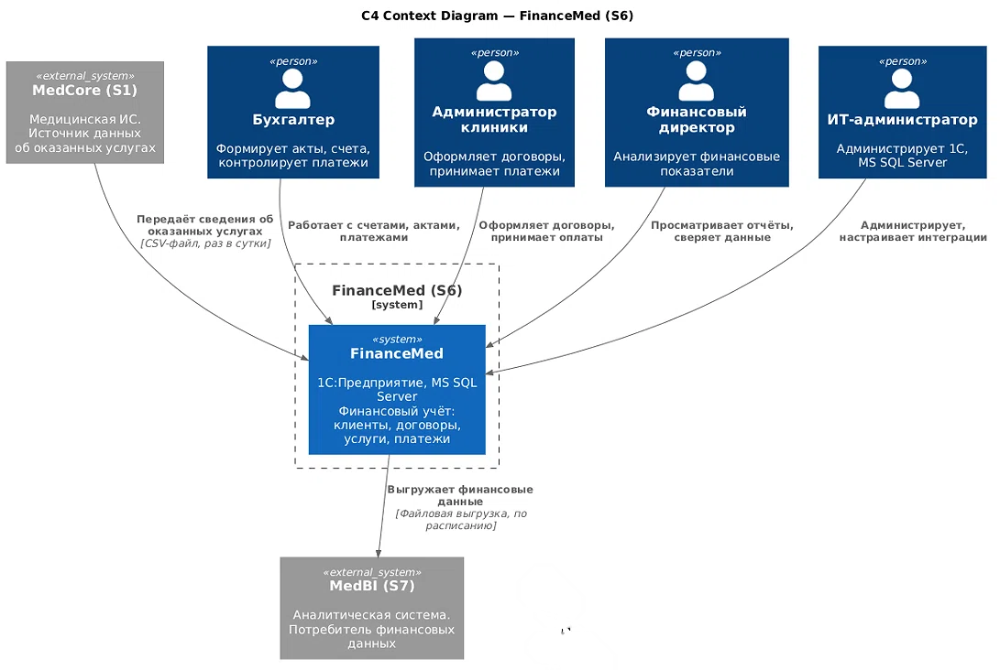 C4 Context Diagram — FinanceMed (S6)
«external_system»
MedCore (S1)
Медицинская ИС.
Источник данных
об оказанных услугах
«person»
Бухгалтер
Формирует акты, счета,
контролирует платежи
«person»
Администратор
клиники
Оформляет договоры,
принимает платежи
«person»
Финансовый
директор
Анализирует финансовые
показатели
«person»
ИТ-администратор
Администрирует 1С,
MS SQL Server
Передаёт сведения об
оказанных услугах
[CSV-файл, раз в сутки]
Работает с счетами, актами,
платежами
Оформляет договоры,
принимает оплаты
Просматривает отчёты,
сверяет данные
Администрирует,
настраивает интеграции
FinanceMed (S6)
[system]
«system»
FinanceMed
1С:Предприятие, MS SQL
Server
Финансовый учёт:
клиенты, договоры,
услуги, платежи
Выгружает финансовые
данные
[Файловая выгрузка, по
расписанию]
«external_system»
MedBI (S7)
Аналитическая система.
Потребитель финансовых
данных